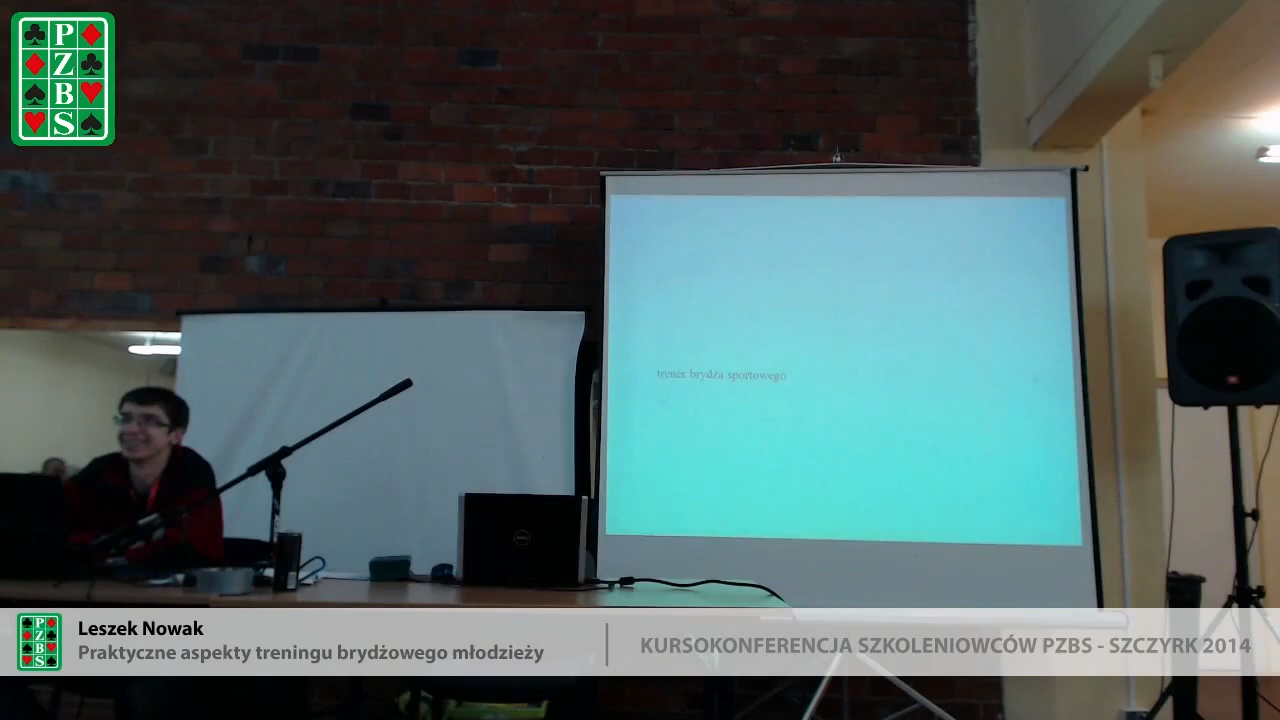 PZBS
trener brydża sportowego
PZBS
Leszek Nowak
Praktyczne aspekty treningu brydżowego młodzieży
KURSOKONFERENCJA SZKOLENIOWCÓW PZBS - SZCZYRK 2014